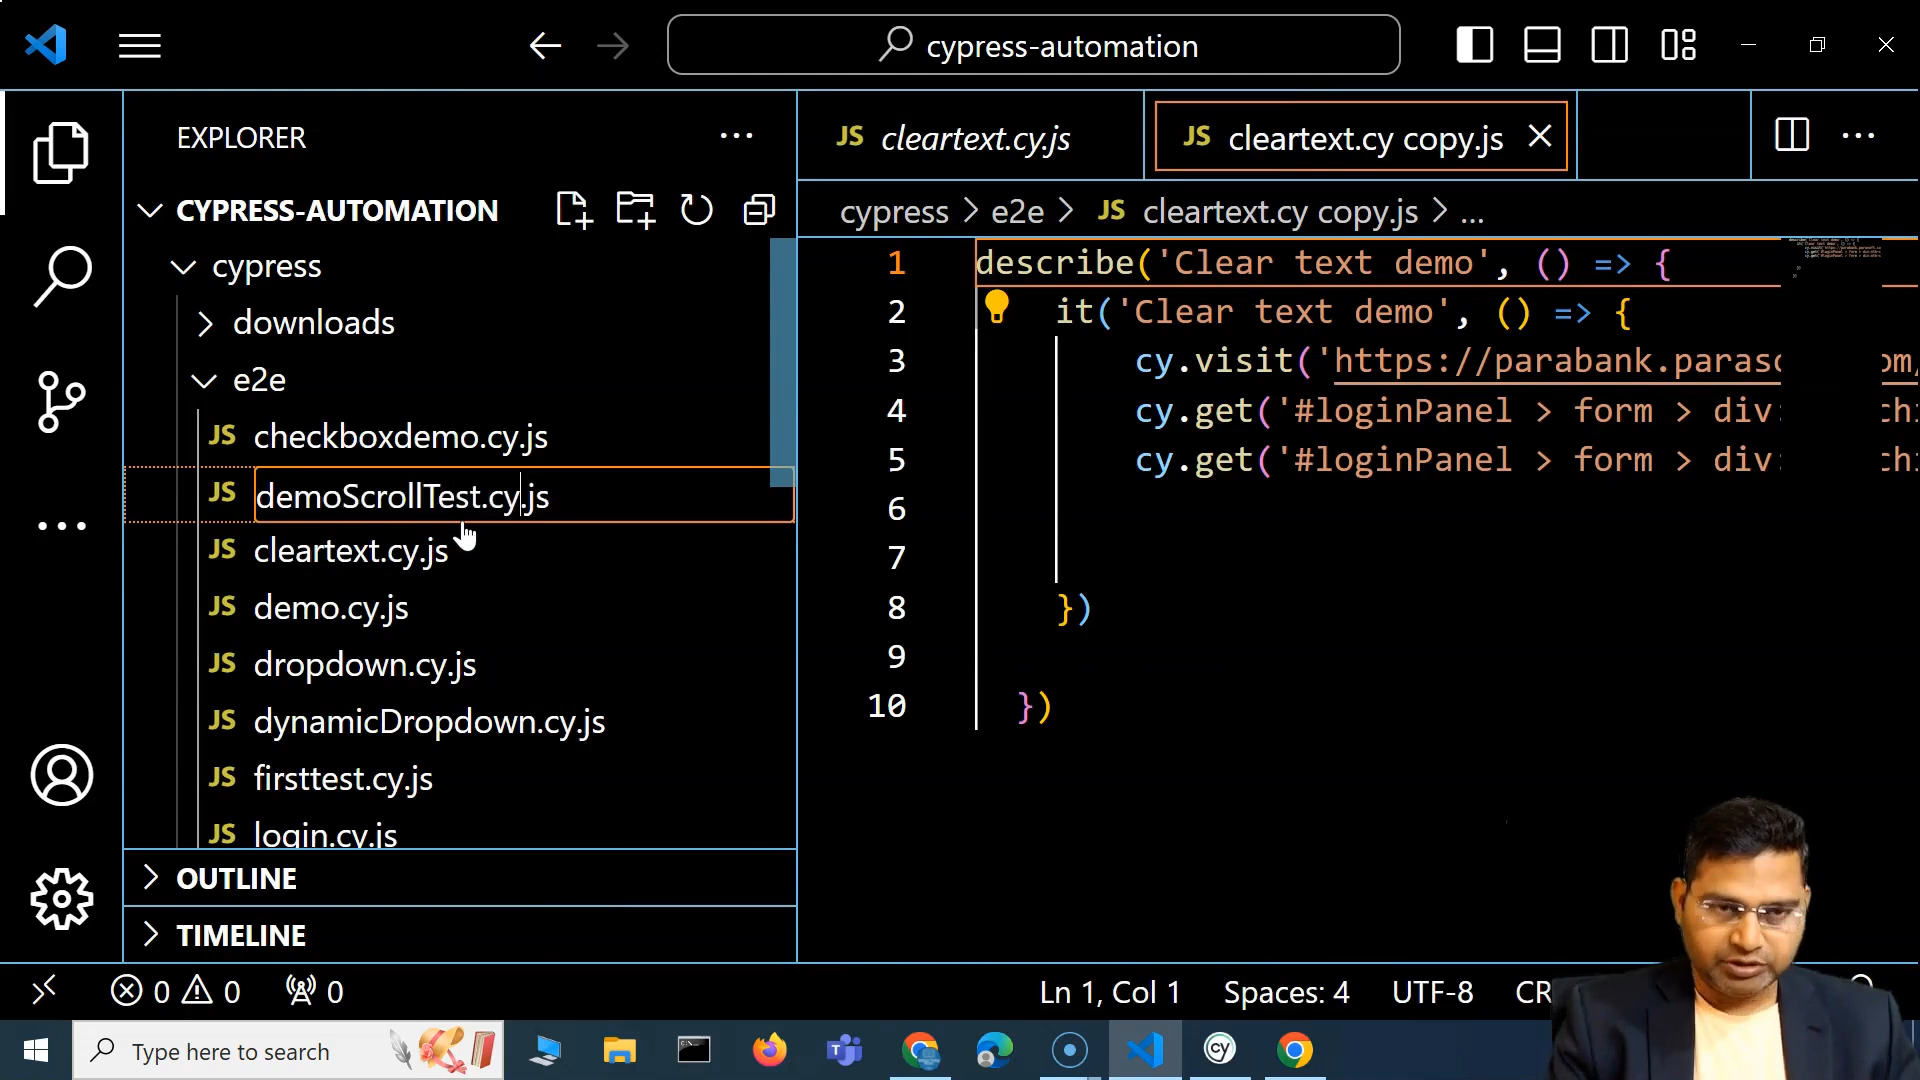 cypress-automation
EXPLORER
cleartext.cy.js
cleartext.cy copy.js
CYPRESS-AUTOMATION
cypress
downloads
e2e
JS checkboxdemo.cy.js
JS demoScrollTest.cy.js
JS cleartext.cy.js
JS demo.cy.js
JS dropdown.cy.js
JS dynamicDropdown.cy.js
JS firsttest.cy.js
JS login.cy.js
OUTLINE
TIMELINE
cypress > e2e > JS cleartext.cy copy.js > ...
1 describe('Clear text demo', () => {
2 it('Clear text demo', () => {
3 cy.visit('https://parabank.paraso
4 cy.get('#loginPanel > form > div:
5 cy.get('#loginPanel > form > div:
6
7
8 })
9
10 })
0 0 0
Ln 1, Col 1 Spaces: 4 UTF-8 CR
Type here to search